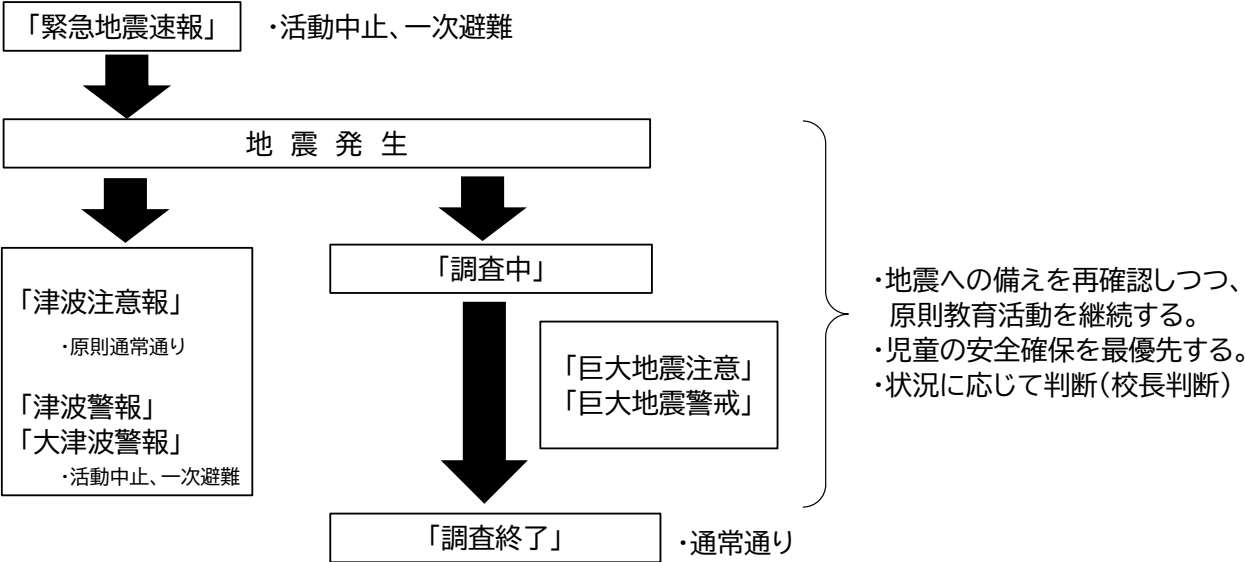 「緊急地震速報」
・活動中止、一次避難
地 震 発 生
「津波注意報」
・原則通常通り
「津波警報」
「大津波警報」
・活動中止、一次避難
「調査中」
「巨大地震注意」
「巨大地震警戒」
「調査終了」
・通常通り
・地震への備えを再確認しつつ、
原則教育活動を継続する。
・児童の安全確保を最優先する。
・状況に応じて判断(校長判断)